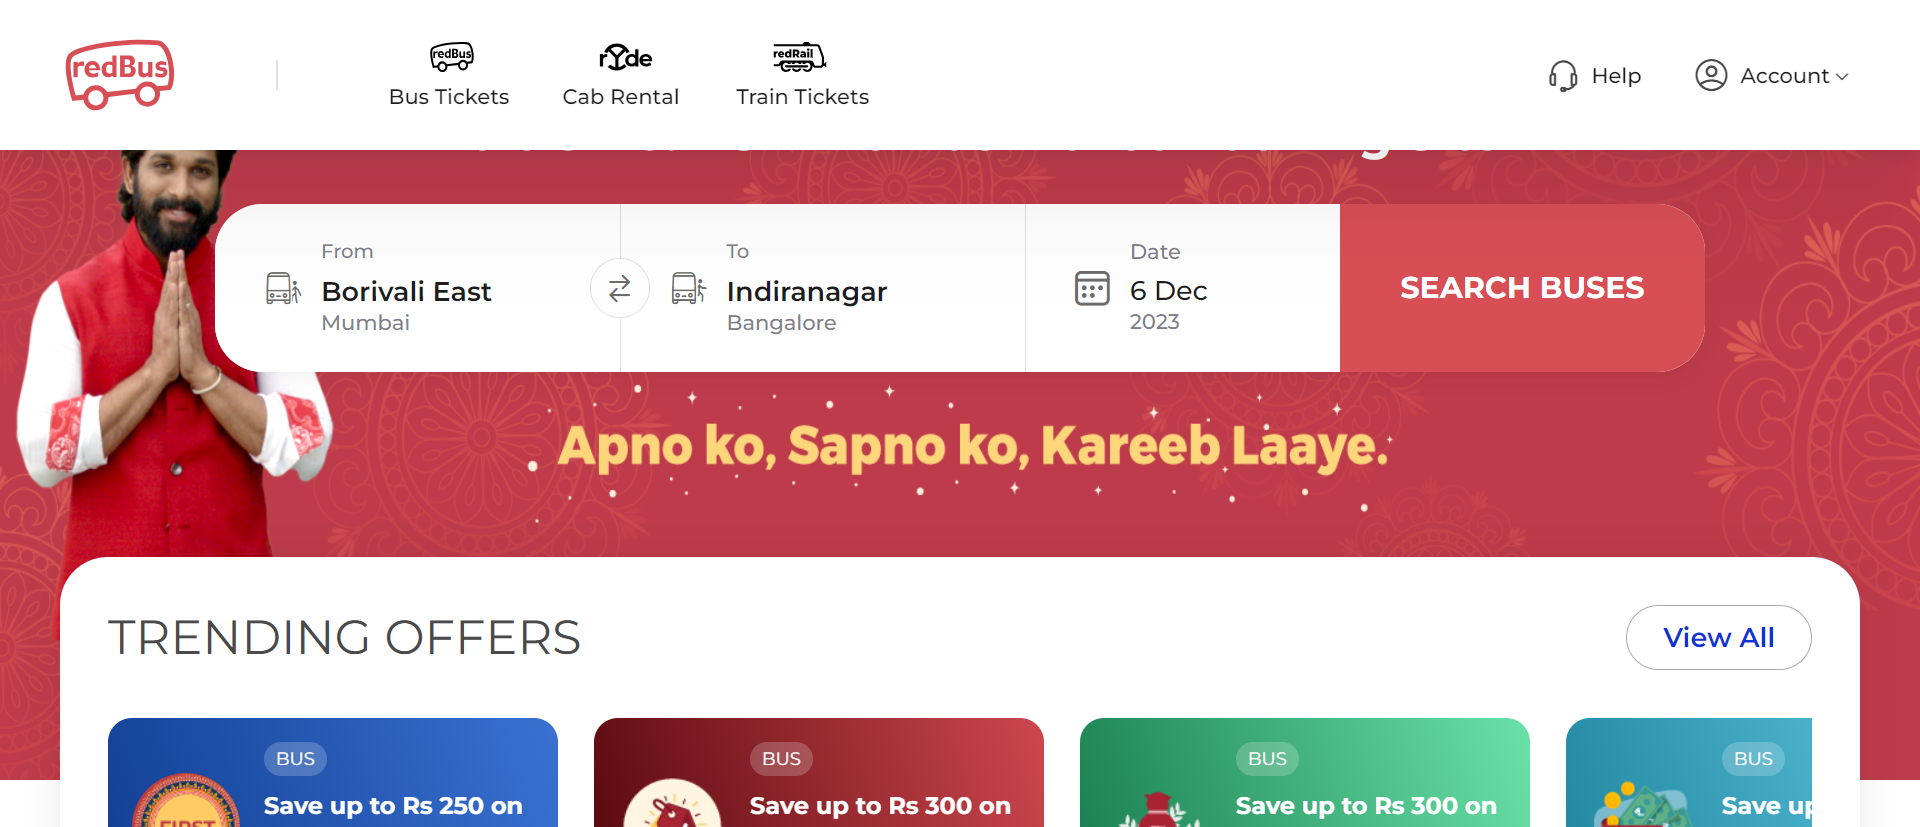 redBus
redBus
Bus Tickets
rYde
Cab Rental
redRail
Train Tickets
Help
Account
From
Borivali East
Mumbai
To
Indiranagar
Bangalore
Date
6 Dec
2023
SEARCH BUSES
Apno ko, Sapno ko, Kareeb Laaye.
TRENDING OFFERS
View All
BUS
Save up to Rs 250 on
FIRST
BUS
Save up to Rs 300 on
BUS
Save up to Rs 300 on
BUS
Save up